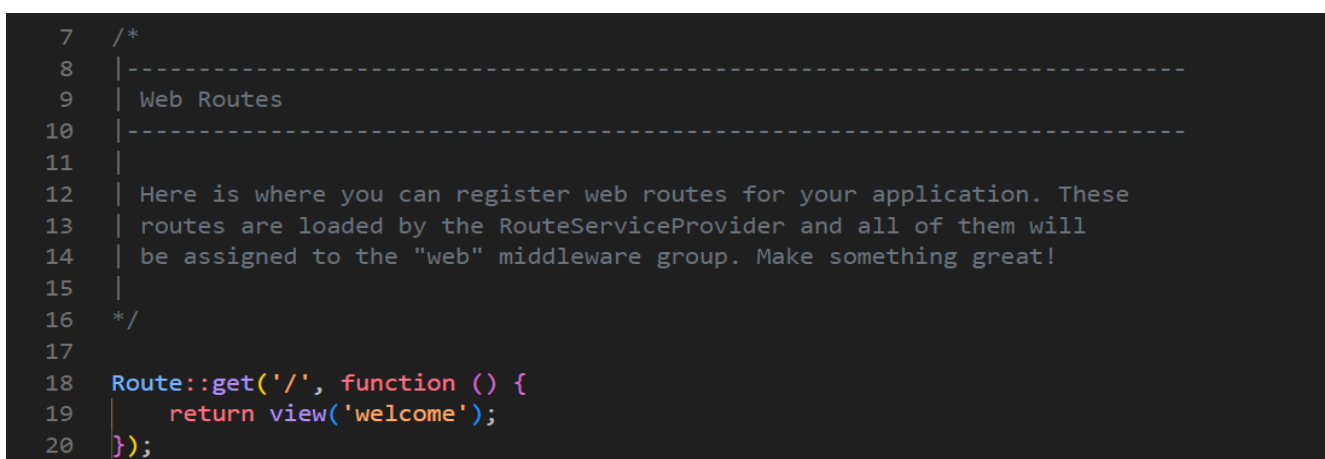 7 /*
8 |--------------------------------------------------------------------------
9 | Web Routes
10 |--------------------------------------------------------------------------
11 |
12 | Here is where you can register web routes for your application. These
13 | routes are loaded by the RouteServiceProvider and all of them will
14 | be assigned to the "web" middleware group. Make something great!
15 |
16 */
17
18 Route::get('/', function () {
19     return view('welcome');
20 });